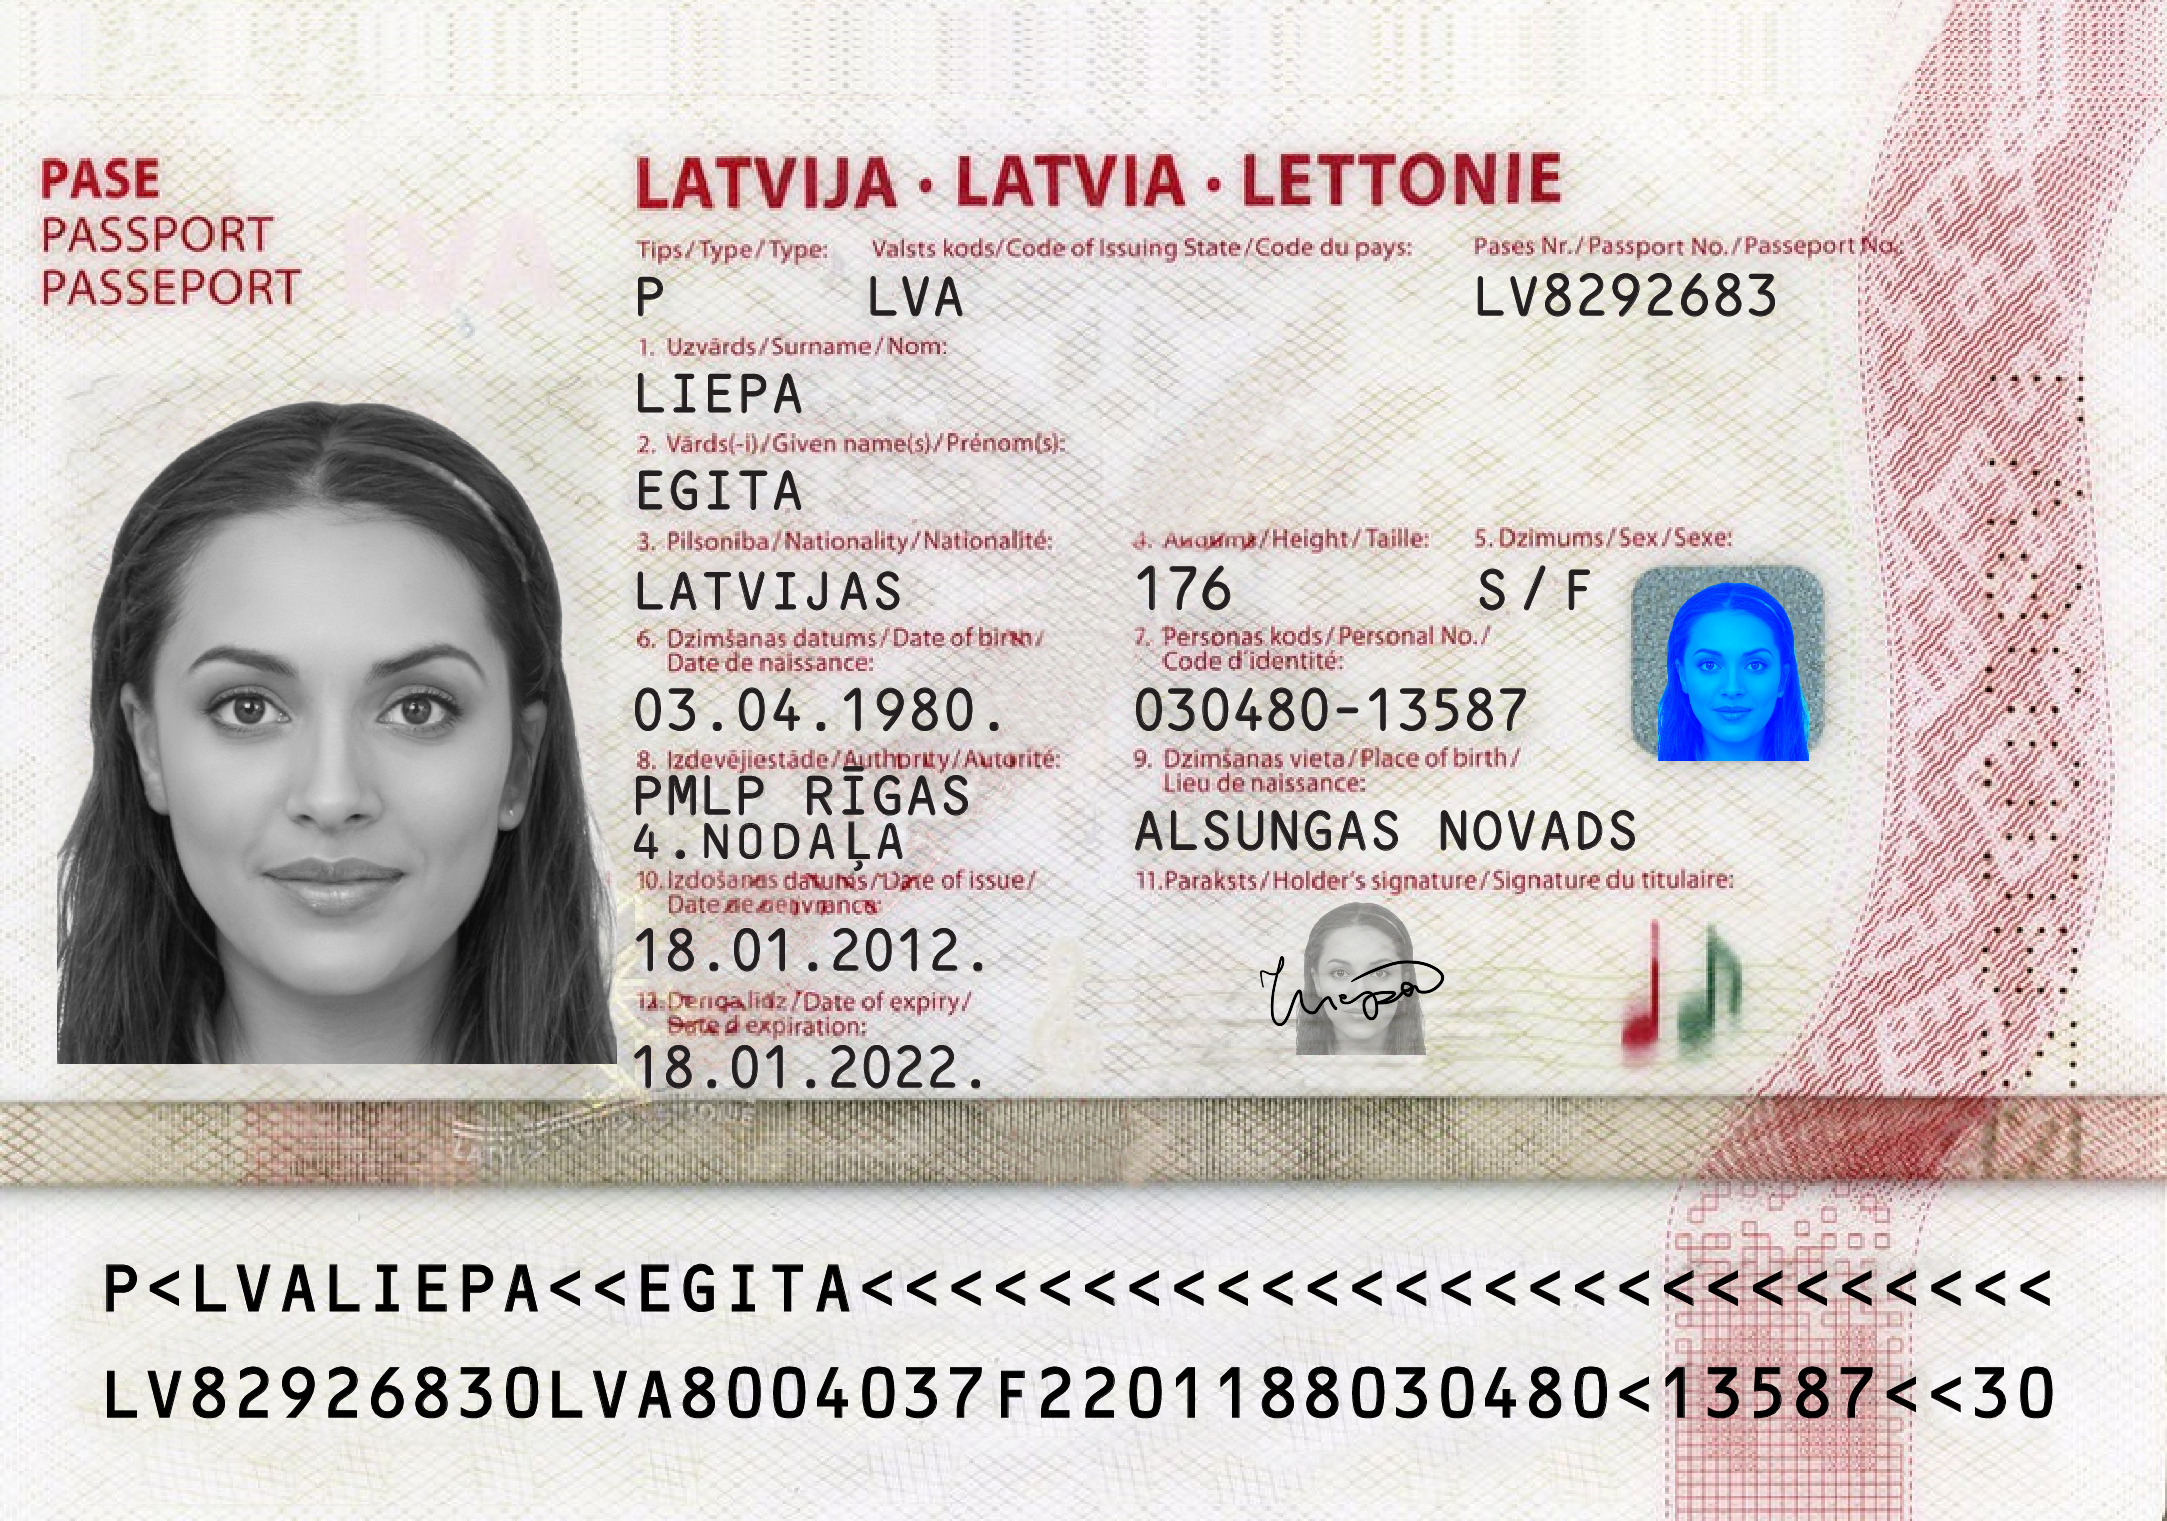 PASE
PASSPORT
PASSEPORT
LVA
LATVIJA · LATVIA · LETTONIE
Tips/Type/Type: Valsts kods/Code of Issuing State/Code du pays: Pases Nr./Passport No./Passeport No.:
P LVA LV8292683
1. Uzvārds/Surname/Nom:
LIEPA
2. Vārds(-i)/Given name(s)/Prénom(s):
EGITA
3. Pilsonība/Nationality/Nationalité: 4. Augums/Height/Taille: 5. Dzimums/Sex/Sexe:
LATVIJAS 176 S/F
6. Dzimšanas datums/Date of birth/ 7. Personas kods/Personal No./
Date de naissance: Code d'identité:
03.04.1980. 030480-13587
8. Izdevējiestāde/Authority/Autorité: 9. Dzimšanas vieta/Place of birth/
Lieu de naissance:
PMLP RĪGAS
4.NODAĻA
ALSUNGAS NOVADS
10. Izdošanas datums/Date of issue/ 11. Paraksts/Holder's signature/Signature du titulaire:
Date de
18.01.2012.
12. Derīga līdz/Date of expiry/
Date d'expiration:
18.01.2022.
P<LVALIEPA<<EGITA<<<<<<<<<<<<<<<<<<<<<<<<<<<
LV82926830LVA8004037F2201188030480<13587<<30